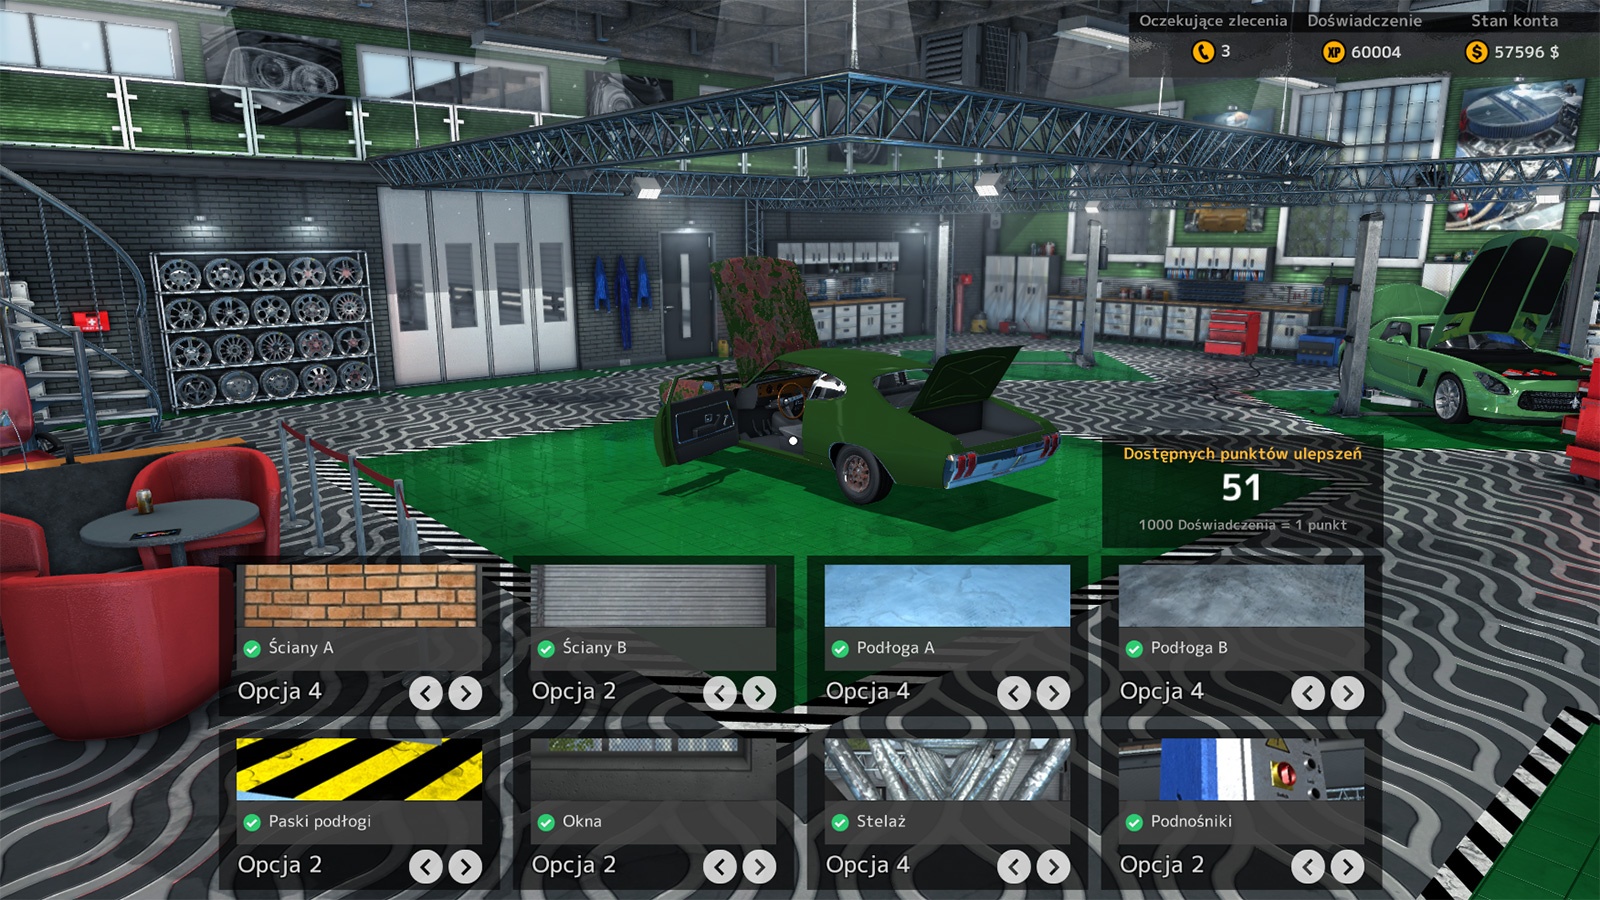 Oczekujące zlecenia
3
Doświadczenie
XP 60004
Stan konta
$ 57596 $
Dostępnych punktów ulepszeń
51
1000 Doświadczenia = 1 punkt
Ściany A
Opcja 4
Ściany B
Opcja 2
Podłoga A
Opcja 4
Podłoga B
Opcja 4
Paski podłogi
Opcja 2
Okna
Opcja 2
Stelaż
Opcja 4
Podnośniki
Opcja 2